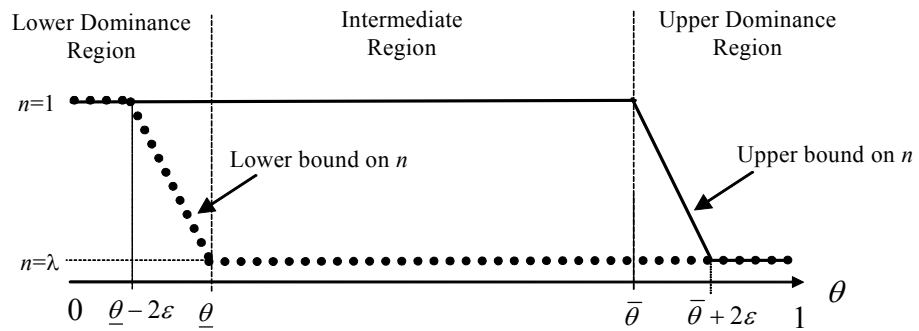 Lower Dominance
Region
Intermediate
Region
Upper Dominance
Region
n=1
Lower bound on n
Upper bound on n
n=λ
0
θ̲ − 2ε
θ̲
θ̅
θ̅ + 2ε
1
θ